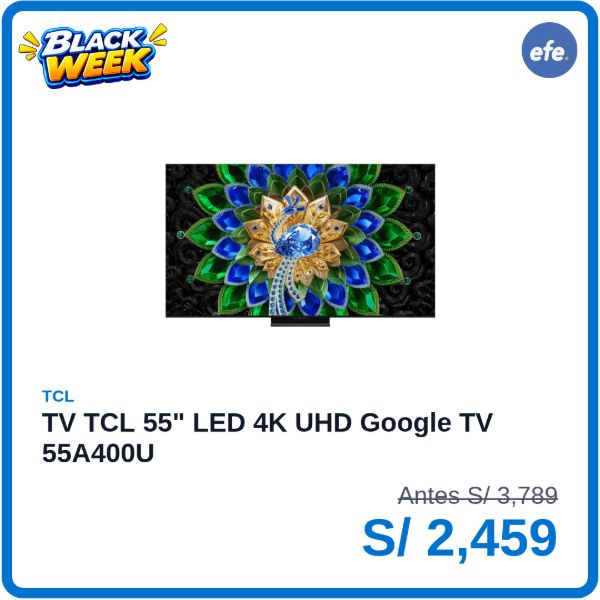 BLACK
WEEK
efe.
TCL
TV TCL 55" LED 4K UHD Google TV
55A400U
Antes S/ 3,789
S/ 2,459